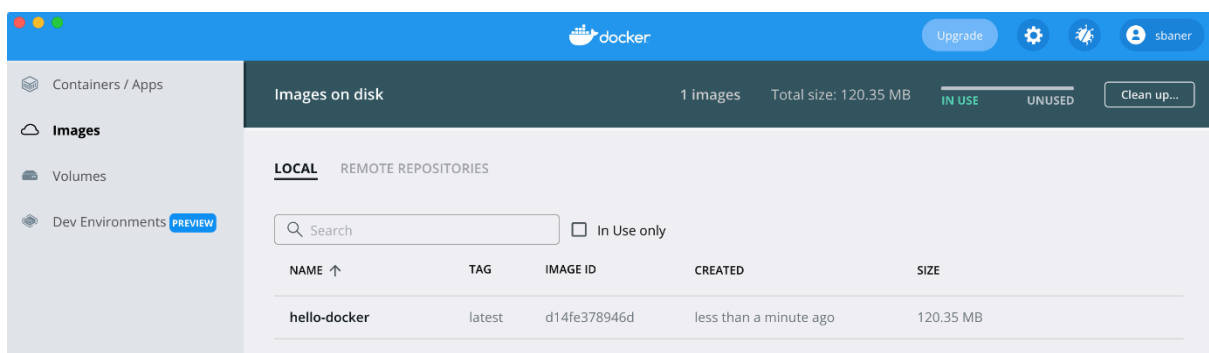 docker
Upgrade
sbaner
Containers / Apps
Images
Volumes
Dev Environments PREVIEW
Images on disk
1 images Total size: 120.35 MB
IN USE UNUSED
Clean up...
LOCAL REMOTE REPOSITORIES
Search
In Use only
NAME ↑ TAG IMAGE ID CREATED SIZE
hello-docker latest d14fe378946d less than a minute ago 120.35 MB